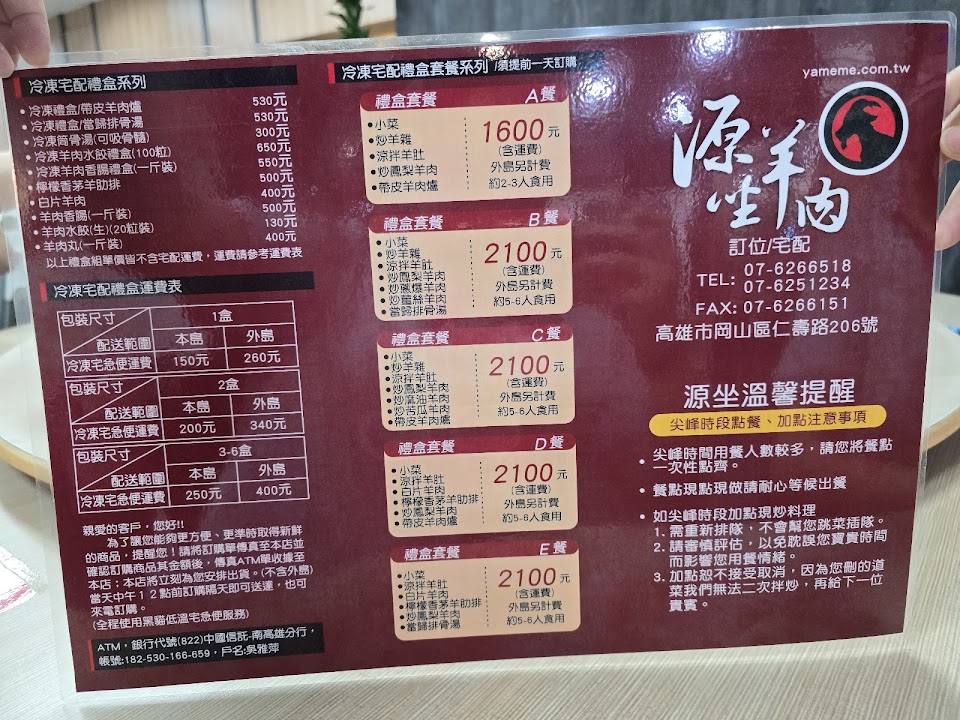 冷凍宅配禮盒系列
•冷凍禮盒/帶皮羊肉爐 530元
•冷凍禮盒/當歸排骨湯 530元
•冷凍筒骨湯(可吸骨髓) 300元
•冷凍羊肉水餃禮盒(100粒) 650元
•冷凍羊肉香腸禮盒(一斤裝) 550元
•檸檬香茅羊肋排 500元
•白片羊肉 400元
•羊肉香腸(一斤裝) 500元
•羊肉水餃(生)(20粒裝) 130元
•羊肉丸(一斤裝) 400元
以上禮盒組單價皆不含宅配運費，運費請參考運費表
冷凍宅配禮盒運費表
包裝尺寸 1盒
配送範圍 本島 外島
冷凍宅急便運費 150元 260元
包裝尺寸 2盒
配送範圍 本島 外島
冷凍宅急便運費 200元 340元
包裝尺寸 3-6盒
配送範圍 本島 外島
冷凍宅急便運費 250元 400元
親愛的客戶，您好!!
為了讓您能夠更方便、更準時取得新鮮
的商品，提醒您！請將訂購單傳真至本店並
確認訂購商品其金額後，傳真ATM單收據至
本店；本店將立刻為您安排出貨。(不含外島)
當天中午12點前訂購隔天即可送達，也可
來電訂購。
(全程使用黑貓低溫宅急便服務)
ATM，銀行代號(822)中國信託-南高雄分行，
帳號:182-530-166-659，戶名:吳雅萍
冷凍宅配禮盒套餐系列 /須提前一天訂購
禮盒套餐 A餐
•小菜
•炒羊雜
•涼拌羊肚
•炒鳳梨羊肉
•帶皮羊肉爐
1600元
(含運費)
外島另計費
約2-3人食用
禮盒套餐 B餐
•小菜
•炒羊雜
•涼拌羊肚
•炒鳳梨羊肉
•炒蔥爆羊肉
•炒薑絲羊肉
•當歸排骨湯
2100元
(含運費)
外島另計費
約5-6人食用
禮盒套餐 C餐
•小菜
•炒羊雜
•涼拌羊肚
•炒鳳梨羊肉
•炒麻油羊肉
•炒苦瓜羊肉
•帶皮羊肉爐
2100元
(含運費)
外島另計費
約5-6人食用
禮盒套餐 D餐
•小菜
•涼拌羊肚
•白片羊肉
•檸檬香茅羊肋排
•炒鳳梨羊肉
•帶皮羊肉爐
2100元
(含運費)
外島另計費
約5-6人食用
禮盒套餐 E餐
•小菜
•涼拌羊肚
•白片羊肉
•檸檬香茅羊肋排
•炒鳳梨羊肉
•當歸排骨湯
2100元
(含運費)
外島另計費
約5-6人食用
yameme.com.tw
源坐羊肉
訂位/宅配
TEL: 07-6266518
07-6251234
FAX: 07-6266151
高雄市岡山區仁壽路206號
源坐溫馨提醒
尖峰時段點餐、加點注意事項
•尖峰時間用餐人數較多，請您將餐點
一次性點齊。
•餐點現點現做請耐心等候出餐
•如尖峰時段加點現炒料理
1. 需重新排隊，不會幫您跳菜插隊。
2. 請審慎評估，以免耽誤您寶貴時間
而影響您用餐情緒。
3. 加點恕不接受取消，因為您刪的道
菜我們無法二次拌炒，再給下一位
貴賓。